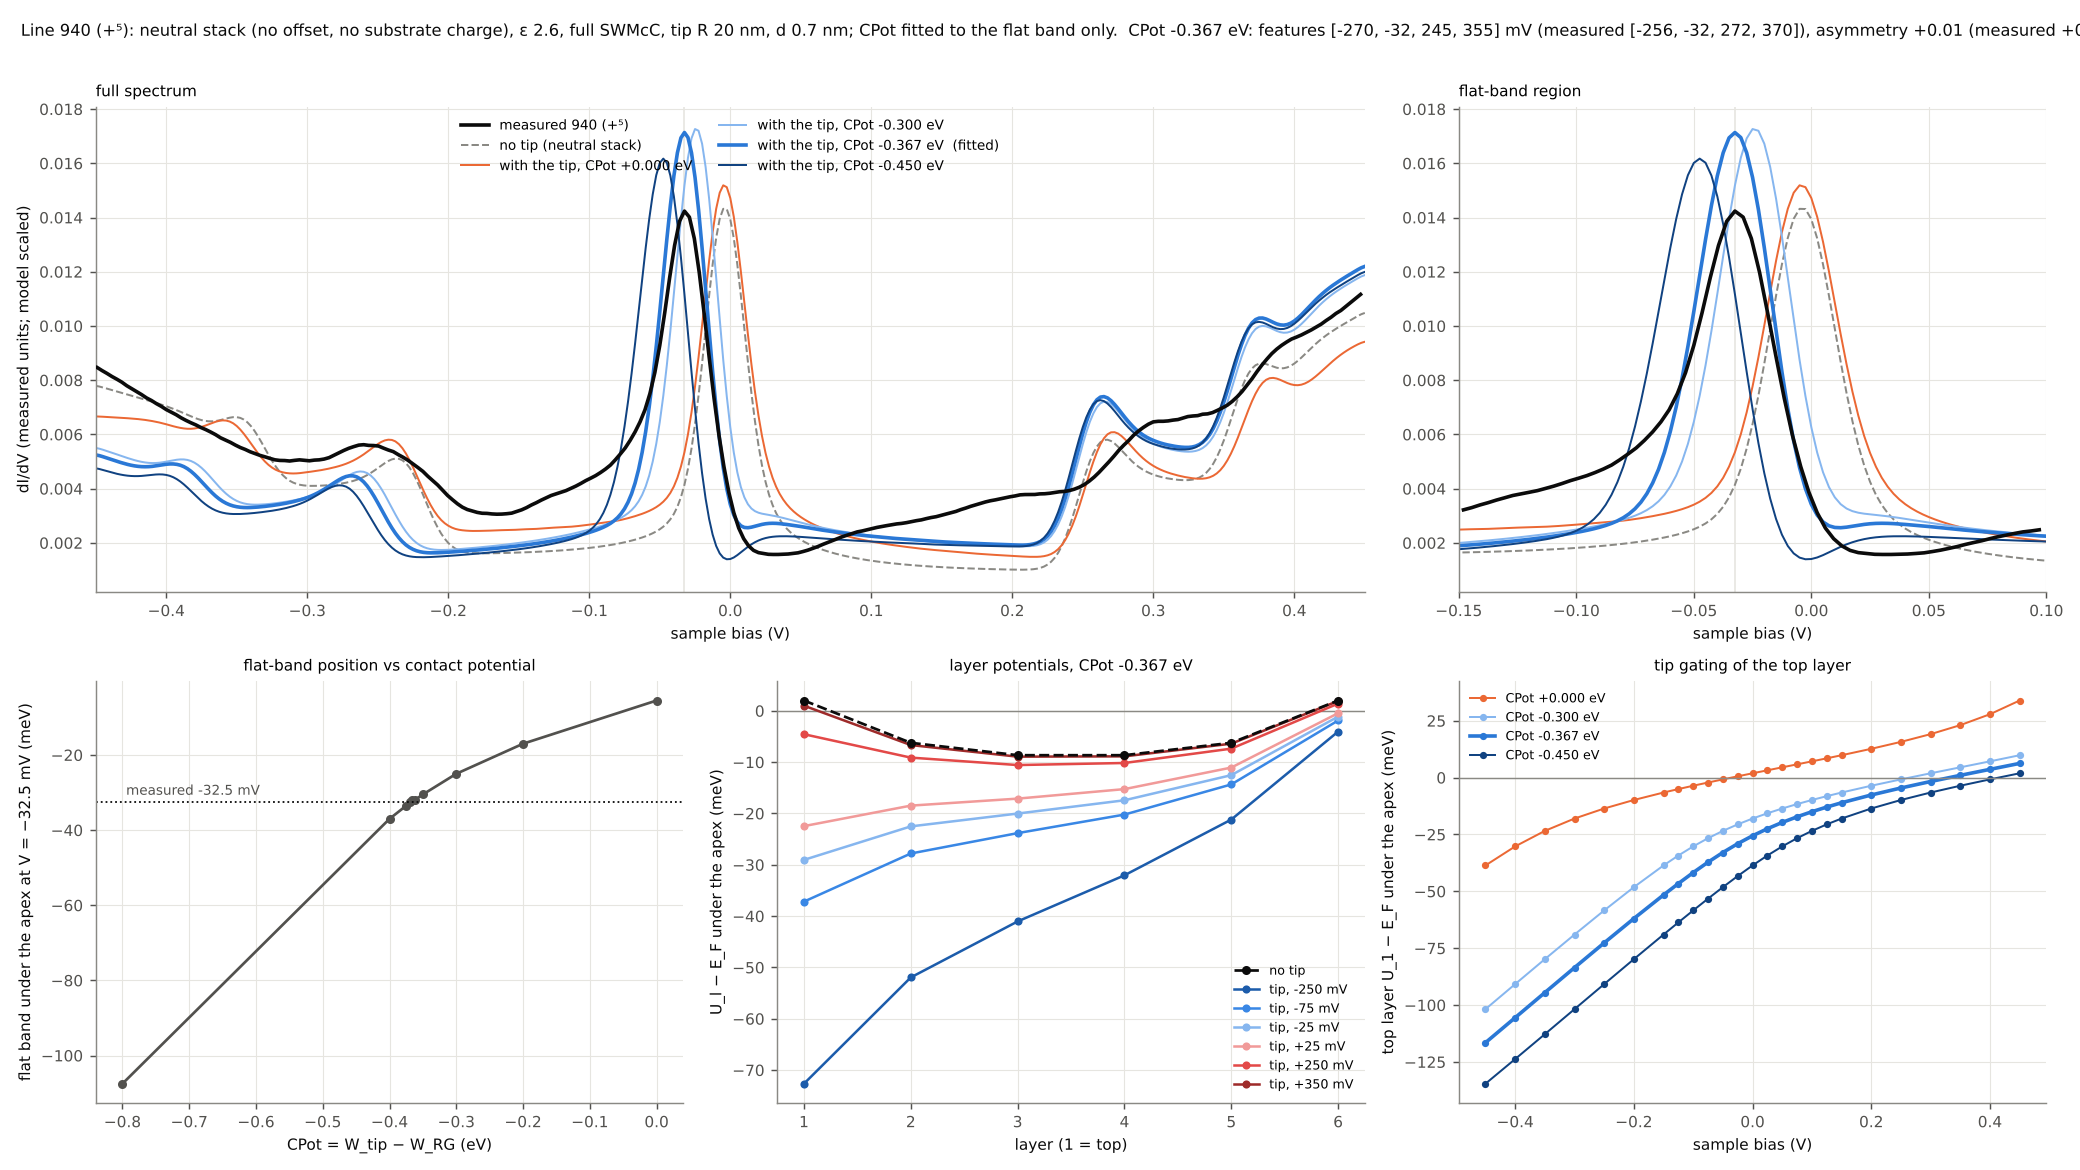 Line 940 (+⁵): neutral stack (no offset, no substrate charge), ε 2.6, full SWMcC, tip R 20 nm, d 0.7 nm; CPot fitted to the flat band only.  CPot -0.367 eV: features [-270, -32, 245, 355] mV (measured [-256, -32, 272, 370]), asymmetry +0.01 (measured +0
full spectrum
measured 940 (+⁵)
no tip (neutral stack)
with the tip, CPot +0.000 eV
with the tip, CPot -0.300 eV
with the tip, CPot -0.367 eV  (fitted)
with the tip, CPot -0.450 eV
dI/dV (measured units; model scaled)
0.018
0.016
0.014
0.012
0.010
0.008
0.006
0.004
0.002
−0.4 −0.3 −0.2 −0.1 0.0 0.1 0.2 0.3 0.4
sample bias (V)
flat-band region
0.018
0.016
0.014
0.012
0.010
0.008
0.006
0.004
0.002
−0.15 −0.10 −0.05 0.00 0.05 0.10
sample bias (V)
flat-band position vs contact potential
flat band under the apex at V = −32.5 mV (meV)
−20
−40
−60
−80
−100
measured -32.5 mV
−0.8 −0.7 −0.6 −0.5 −0.4 −0.3 −0.2 −0.1 0.0
CPot = W_tip − W_RG (eV)
layer potentials, CPot -0.367 eV
U_l − E_F under the apex (meV)
0
−10
−20
−30
−40
−50
−60
−70
no tip
tip, -250 mV
tip, -75 mV
tip, -25 mV
tip, +25 mV
tip, +250 mV
tip, +350 mV
1 2 3 4 5 6
layer (1 = top)
tip gating of the top layer
top layer U_1 − E_F under the apex (meV)
CPot +0.000 eV
CPot -0.300 eV
CPot -0.367 eV
CPot -0.450 eV
25
0
−25
−50
−75
−100
−125
−0.4 −0.2 0.0 0.2 0.4
sample bias (V)